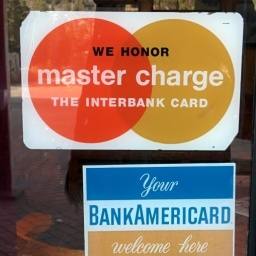 WE HONOR
master charge
THE INTERBANK CARD
Your
BANKAMERICARD
welcome here